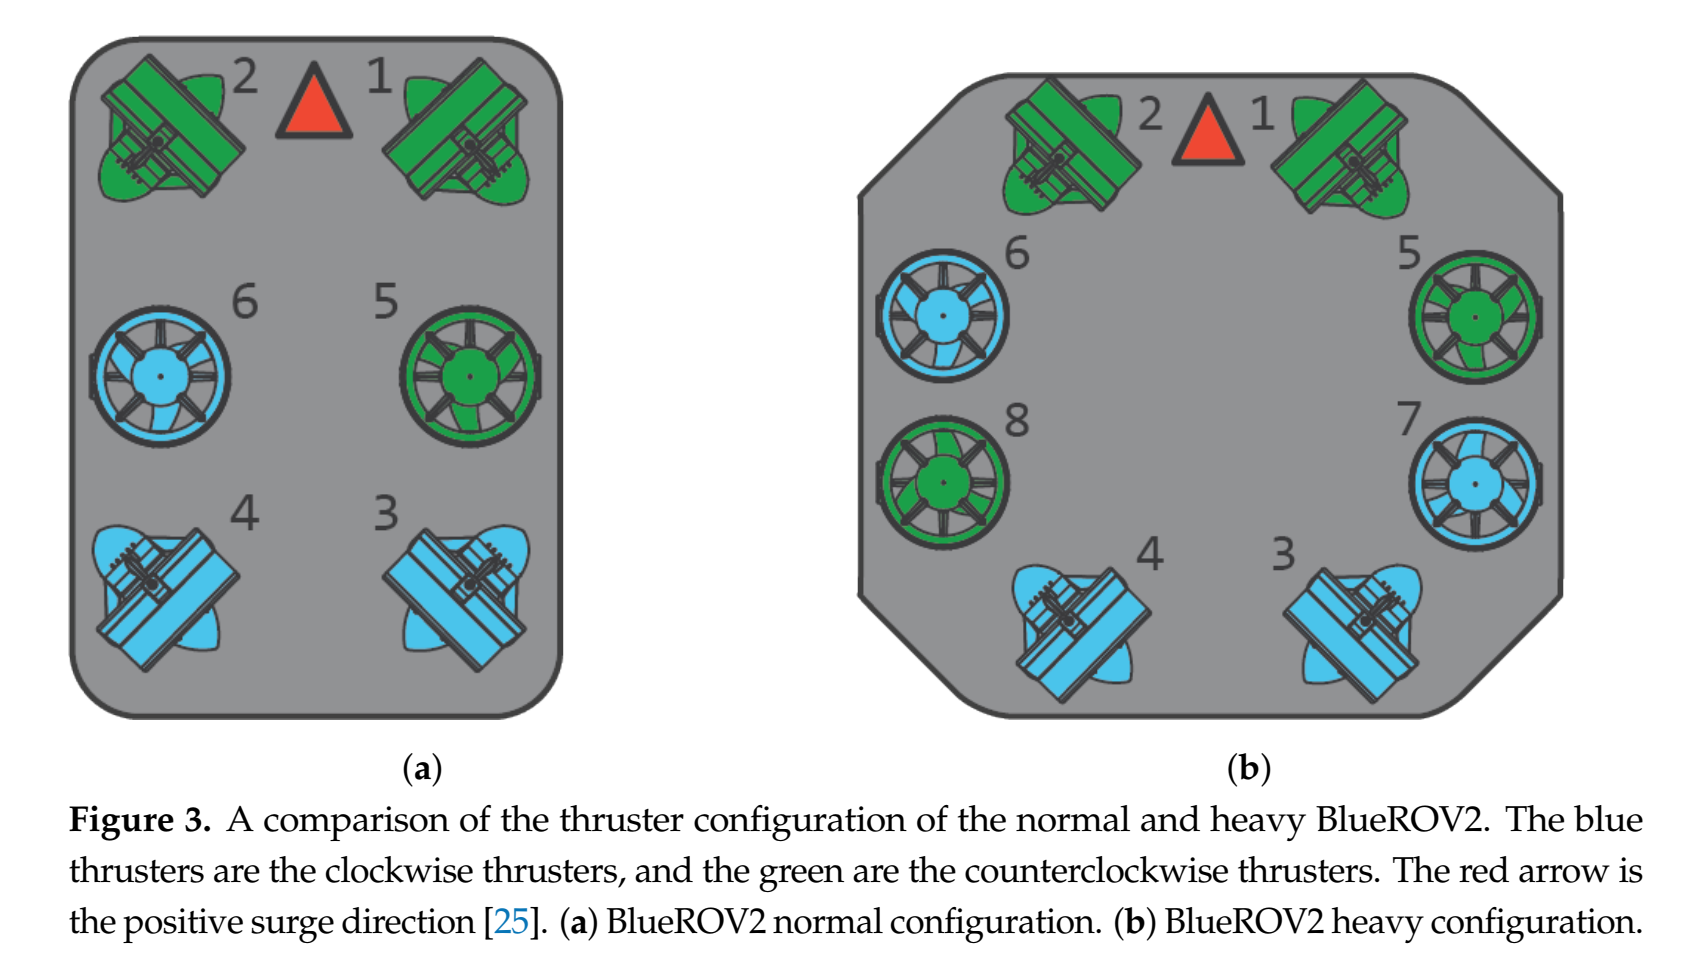 2 1 2 1
6 5 6 5
8 7
4 3 4 3
(a) (b)
Figure 3. A comparison of the thruster configuration of the normal and heavy BlueROV2. The blue
thrusters are the clockwise thrusters, and the green are the counterclockwise thrusters. The red arrow is
the positive surge direction [25]. (a) BlueROV2 normal configuration. (b) BlueROV2 heavy configuration.